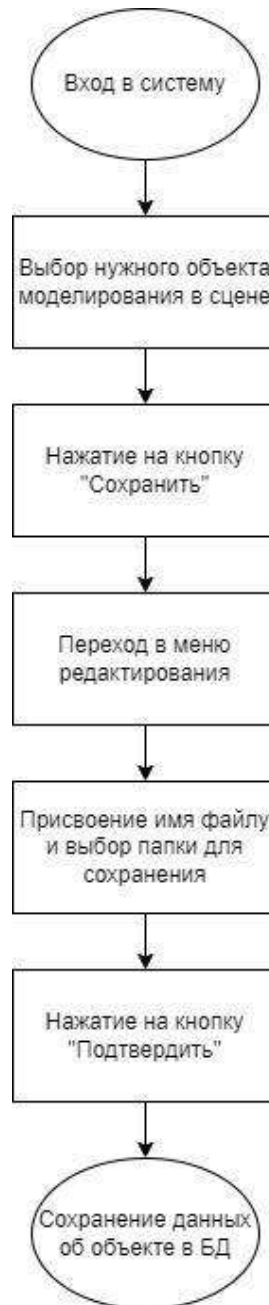 Вход в систему
Выбор нужного объекта
моделирования в сцене
Нажатие на кнопку
"Сохранить"
Переход в меню
редактирования
Присвоение имя файлу
и выбор папки для
сохранения
Нажатие на кнопку
"Подтвердить"
Сохранение данных
об объекте в БД